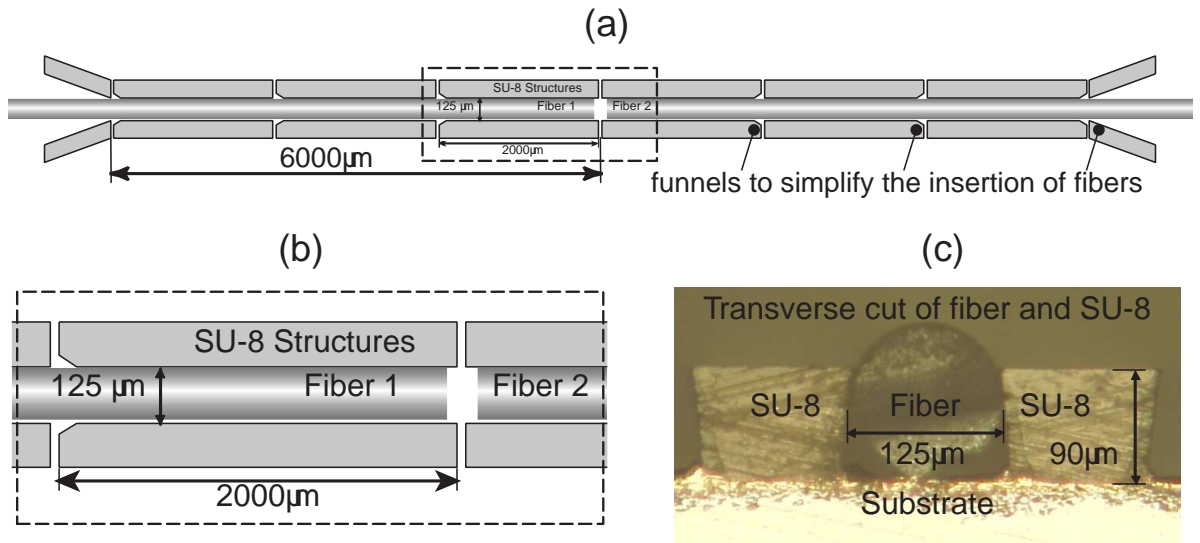 (a)
SU-8 Structures
125 µm
Fiber 1
Fiber 2
2000µm
6000µm
funnels to simplify the insertion of fibers
(b)
SU-8 Structures
125 µm
Fiber 1
Fiber 2
2000µm
(c)
Transverse cut of fiber and SU-8
SU-8
Fiber
SU-8
125µm
90µm
Substrate